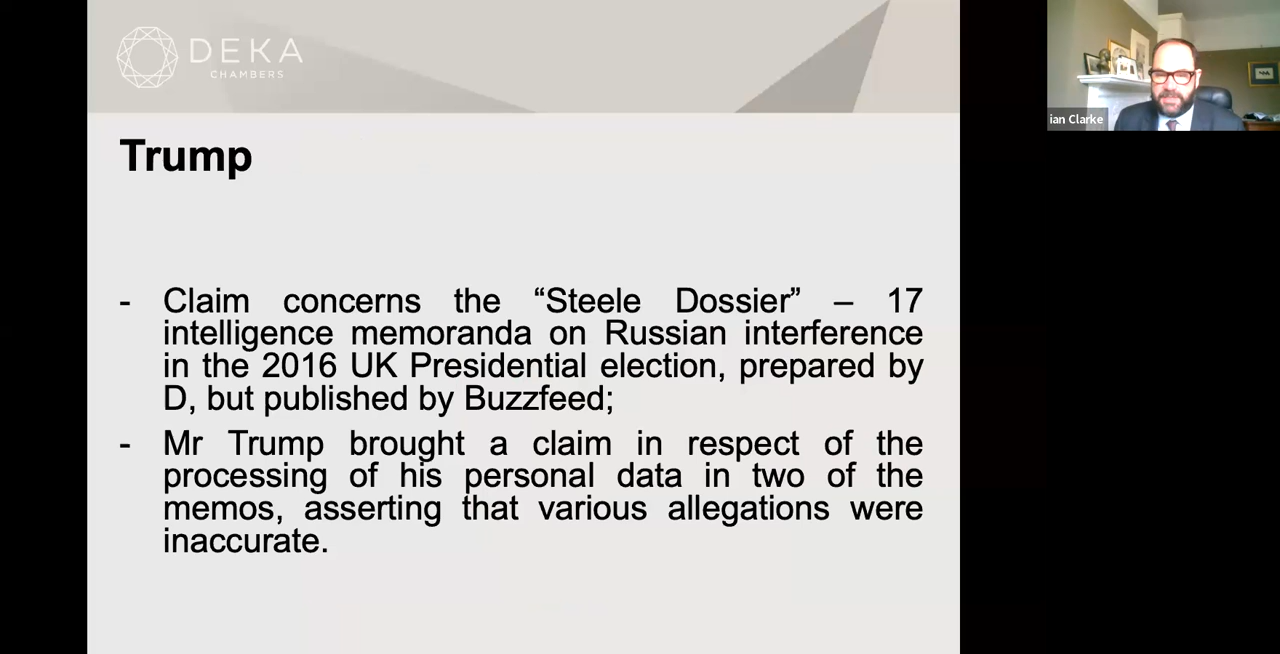 DEKA
CHAMBERS
ian Clarke
Trump
- Claim concerns the “Steele Dossier” – 17
intelligence memoranda on Russian interference
in the 2016 UK Presidential election, prepared by
D, but published by Buzzfeed;
- Mr Trump brought a claim in respect of the
processing of his personal data in two of the
memos, asserting that various allegations were
inaccurate.